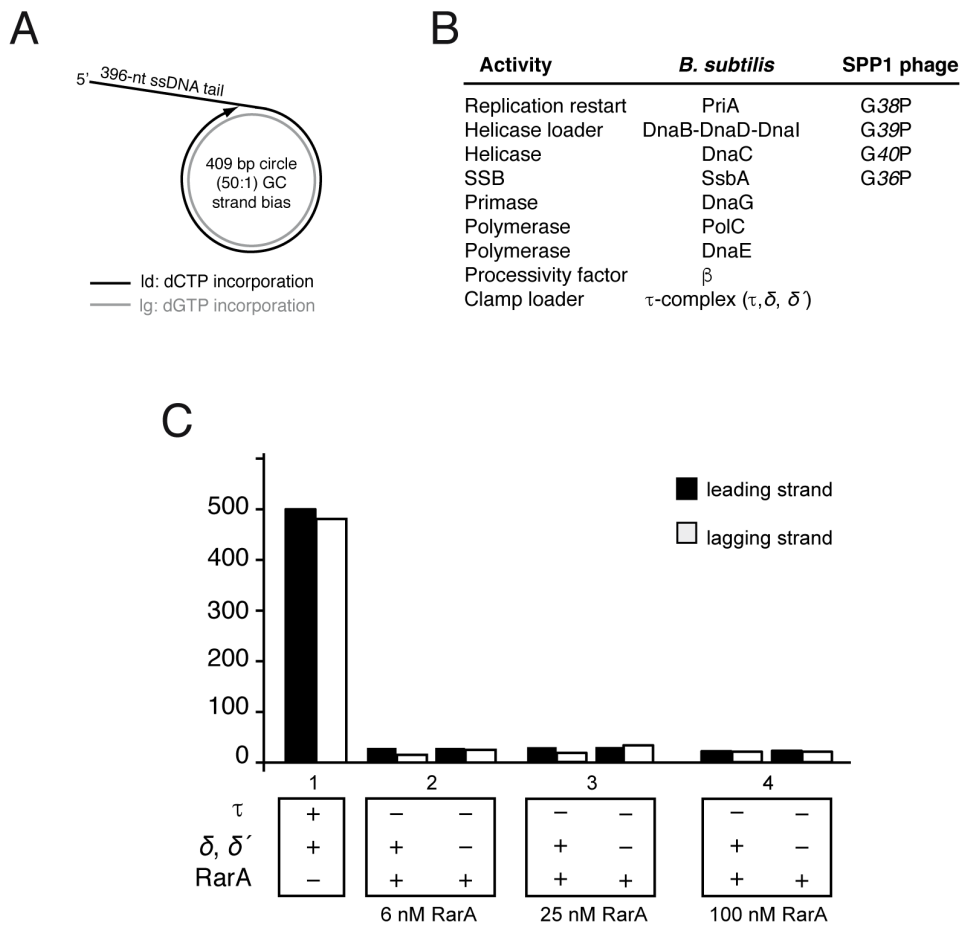 A
5' 396-nt ssDNA tail
409 bp circle
(50:1) GC
strand bias
ld: dCTP incorporation
lg: dGTP incorporation
B
Activity B. subtilis SPP1 phage
Replication restart PriA G38P
Helicase loader DnaB-DnaD-DnaI G39P
Helicase DnaC G40P
SSB SsbA G36P
Primase DnaG
Polymerase PolC
Polymerase DnaE
Processivity factor β
Clamp loader τ-complex (τ,δ, δ´)
C
500
400
300
200
100
0
leading strand
lagging strand
1 2 3 4
τ + – – – – – –
δ, δ´ + + – + – + –
RarA – + + + + + +
6 nM RarA 25 nM RarA 100 nM RarA